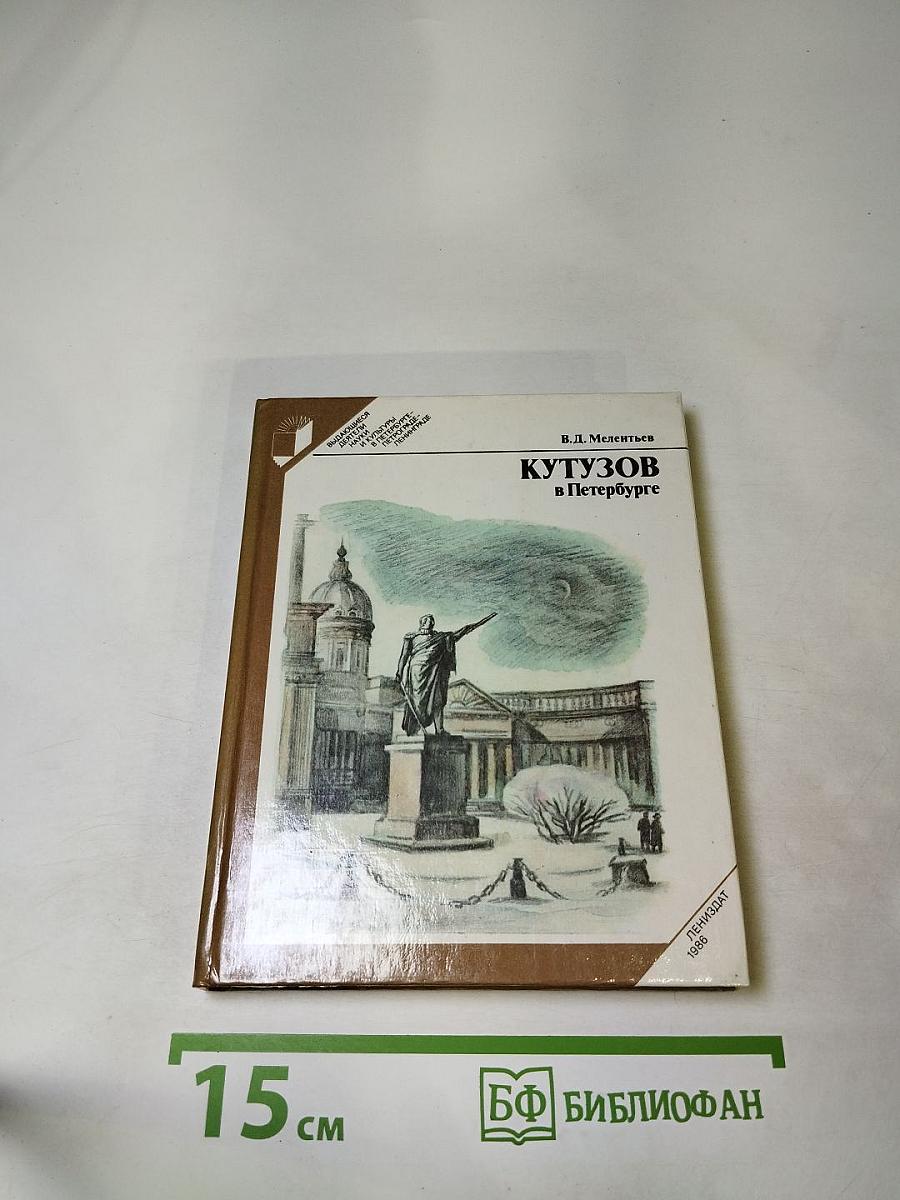 ВЫДАЮЩИЕСЯ
ДЕЯТЕЛИ
НАУКИ
И КУЛЬТУРЫ
В ПЕТЕРБУРГЕ–
ПЕТРОГРАДЕ–
ЛЕНИНГРАДЕ
В. Д. Мелентьев
КУТУЗОВ
в Петербурге
ЛЕНИЗДАТ
1986
15 см
БФ БИБЛИОФАН